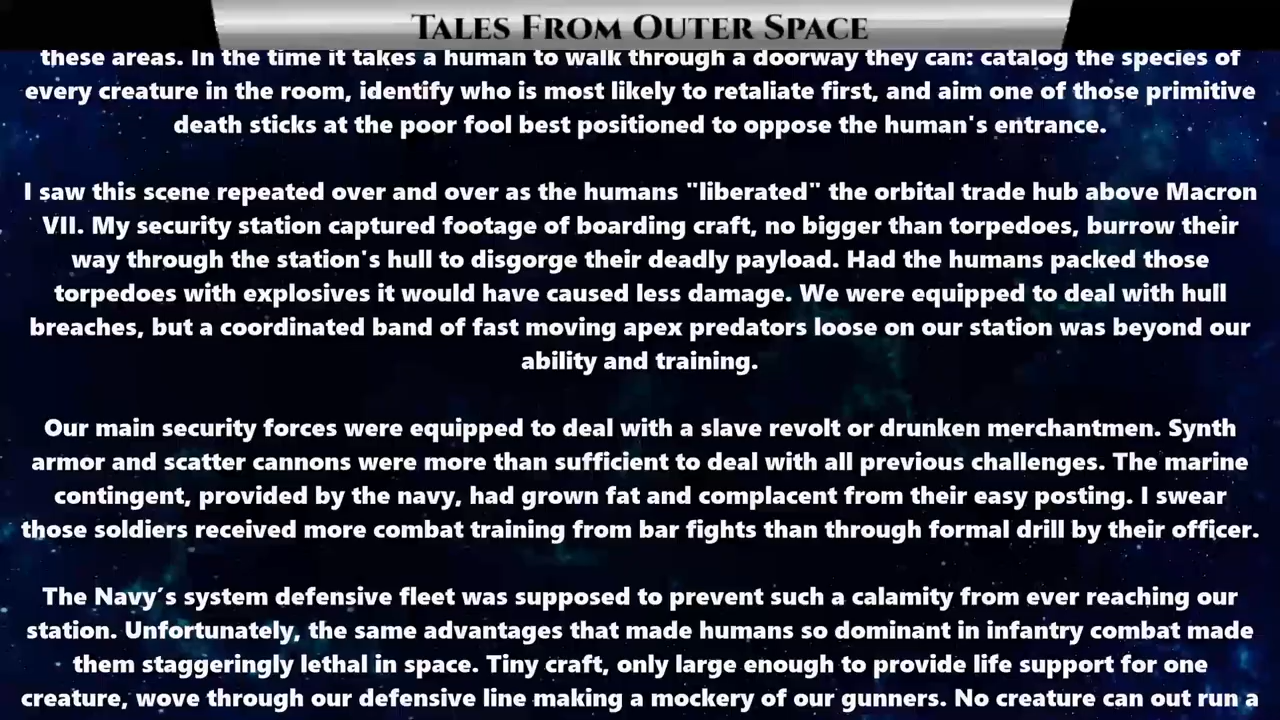 Tales From Outer Space
these areas. In the time it takes a human to walk through a doorway they can: catalog the species of
every creature in the room, identify who is most likely to retaliate first, and aim one of those primitive
death sticks at the poor fool best positioned to oppose the human's entrance.
I saw this scene repeated over and over as the humans "liberated" the orbital trade hub above Macron
VII. My security station captured footage of boarding craft, no bigger than torpedoes, burrow their
way through the station's hull to disgorge their deadly payload. Had the humans packed those
torpedoes with explosives it would have caused less damage. We were equipped to deal with hull
breaches, but a coordinated band of fast moving apex predators loose on our station was beyond our
ability and training.
Our main security forces were equipped to deal with a slave revolt or drunken merchantmen. Synth
armor and scatter cannons were more than sufficient to deal with all previous challenges. The marine
contingent, provided by the navy, had grown fat and complacent from their easy posting. I swear
those soldiers received more combat training from bar fights than through formal drill by their officer.
The Navy´s system defensive fleet was supposed to prevent such a calamity from ever reaching our
station. Unfortunately, the same advantages that made humans so dominant in infantry combat made
them staggeringly lethal in space. Tiny craft, only large enough to provide life support for one
creature, wove through our defensive line making a mockery of our gunners. No creature can out run a